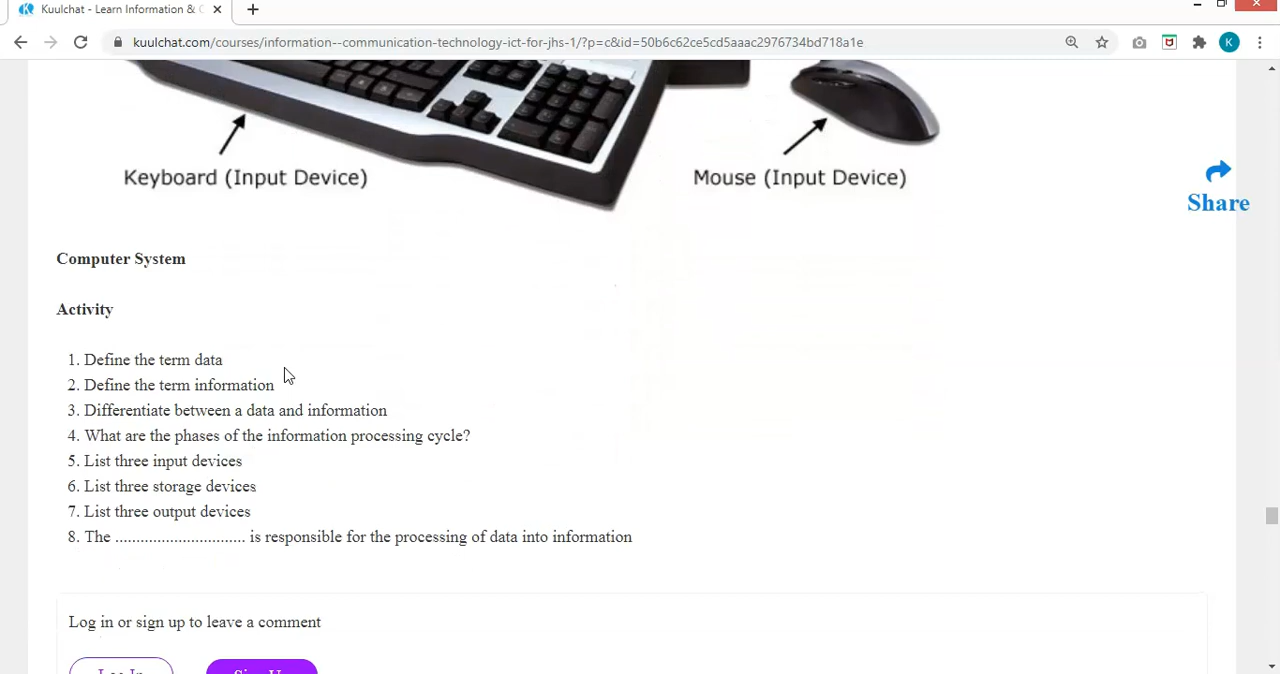 Kuulchat - Learn Information &
kuulchat.com/courses/information--communication-technology-ict-for-jhs-1/?p=c&id=50b6c62ce5cd5aaac2976734bd718a1e
K
Keyboard (Input Device)
Mouse (Input Device)
Share
Computer System
Activity
1. Define the term data
2. Define the term information
3. Differentiate between a data and information
4. What are the phases of the information processing cycle?
5. List three input devices
6. List three storage devices
7. List three output devices
8. The ............................... is responsible for the processing of data into information
Log in or sign up to leave a comment
Log In
Sign Up